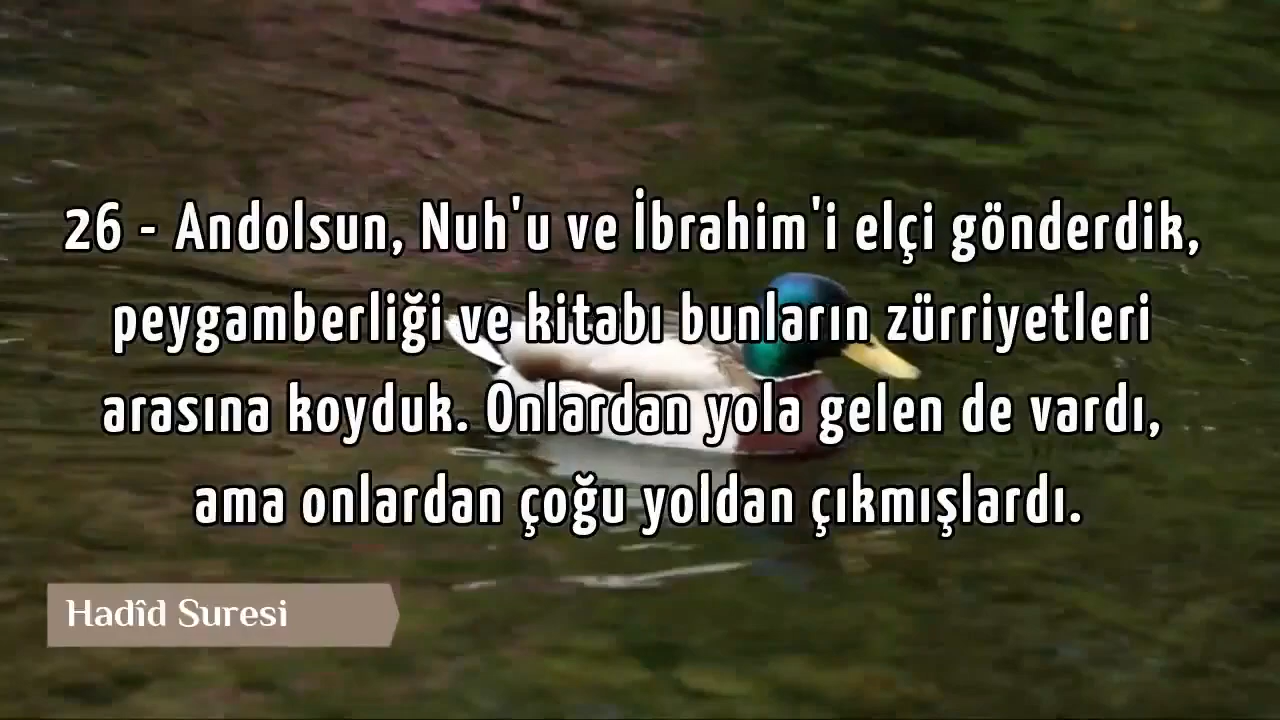 26 - Andolsun, Nuh'u ve İbrahim'i elçi gönderdik,
peygamberliği ve kitabı bunların zürriyetleri
arasına koyduk. Onlardan yola gelen de vardı,
ama onlardan çoğu yoldan çıkmışlardı.
Hadîd Suresi